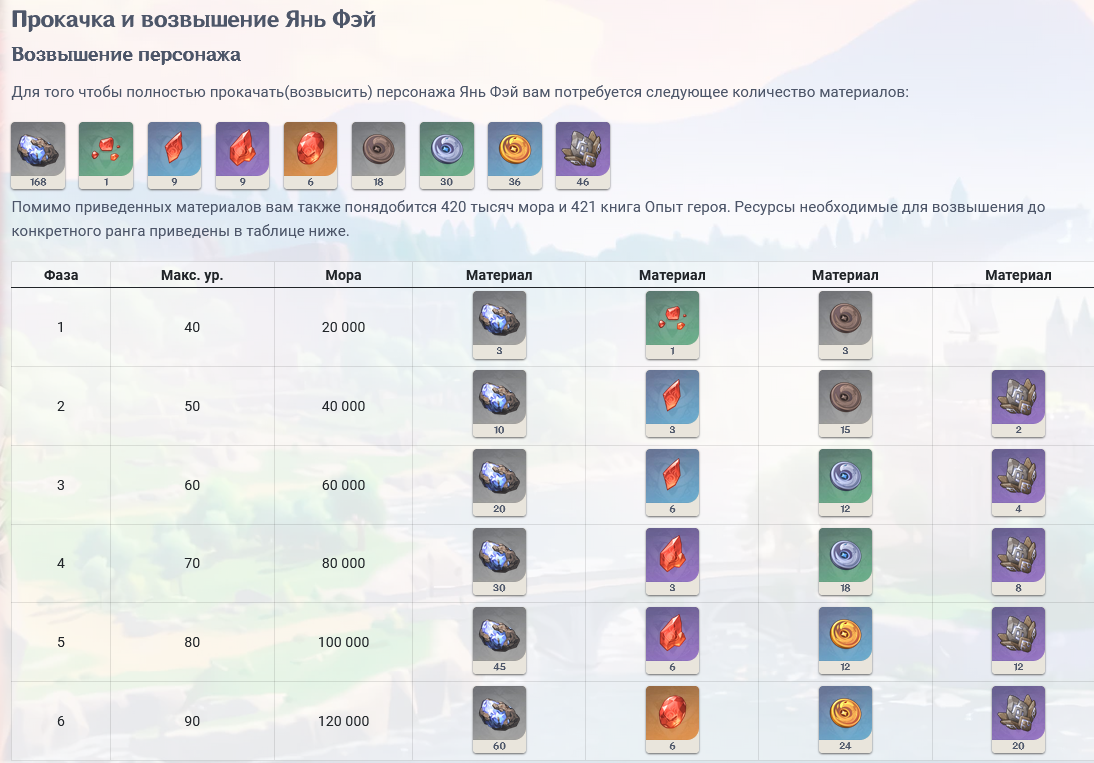 Прокачка и возвышение Янь Фэй
Возвышение персонажа
Для того чтобы полностью прокачать(возвысить) персонажа Янь Фэй вам потребуется следующее количество материалов:
168 1 9 9 6 18 30 36 46
Помимо приведенных материалов вам также понядобится 420 тысяч мора и 421 книга Опыт героя. Ресурсы необходимые для возвышения до
конкретного ранга приведены в таблице ниже.
Фаза Макс. ур. Мора Материал Материал Материал Материал
1 40 20 000 3 1 3
2 50 40 000 10 3 15 2
3 60 60 000 20 6 12 4
4 70 80 000 30 3 18 8
5 80 100 000 45 6 12 12
6 90 120 000 60 6 24 20